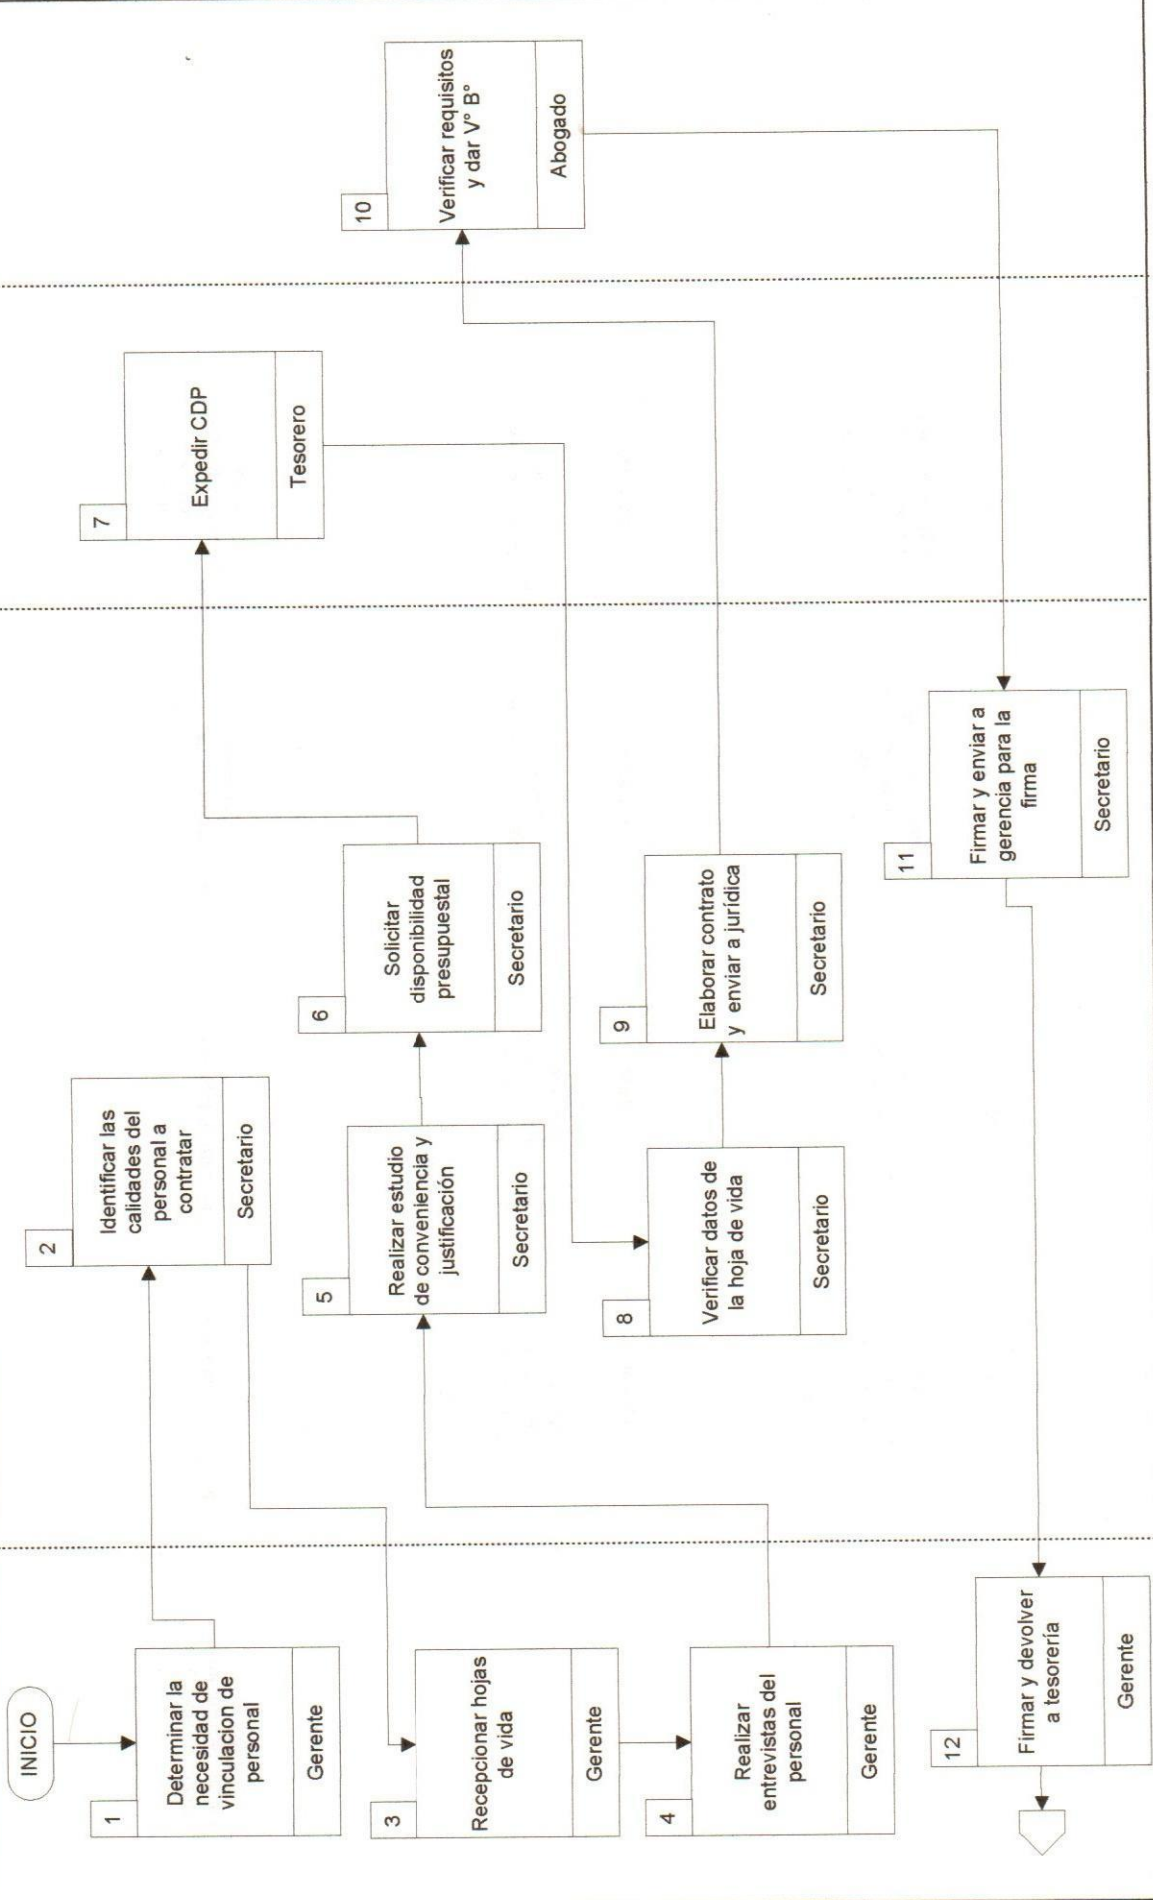 INICIO
1
Determinar la
necesidad de
vinculacion de
personal
Gerente
2
Identificar las
calidades del
personal a
contratar
Secretario
3
Recepcionar hojas
de vida
Gerente
4
Realizar
entrevistas del
personal
Gerente
5
Realizar estudio
de conveniencia y
justificación
Secretario
6
Solicitar
disponibilidad
presupuestal
Secretario
7
Expedir CDP
Tesorero
8
Verificar datos de
la hoja de vida
Secretario
9
Elaborar contrato
y enviar a jurídica
Secretario
10
Verificar requisitos
y dar V° B°
Abogado
11
Firmar y enviar a
gerencia para la
firma
Secretario
12
Firmar y devolver
a tesorería
Gerente